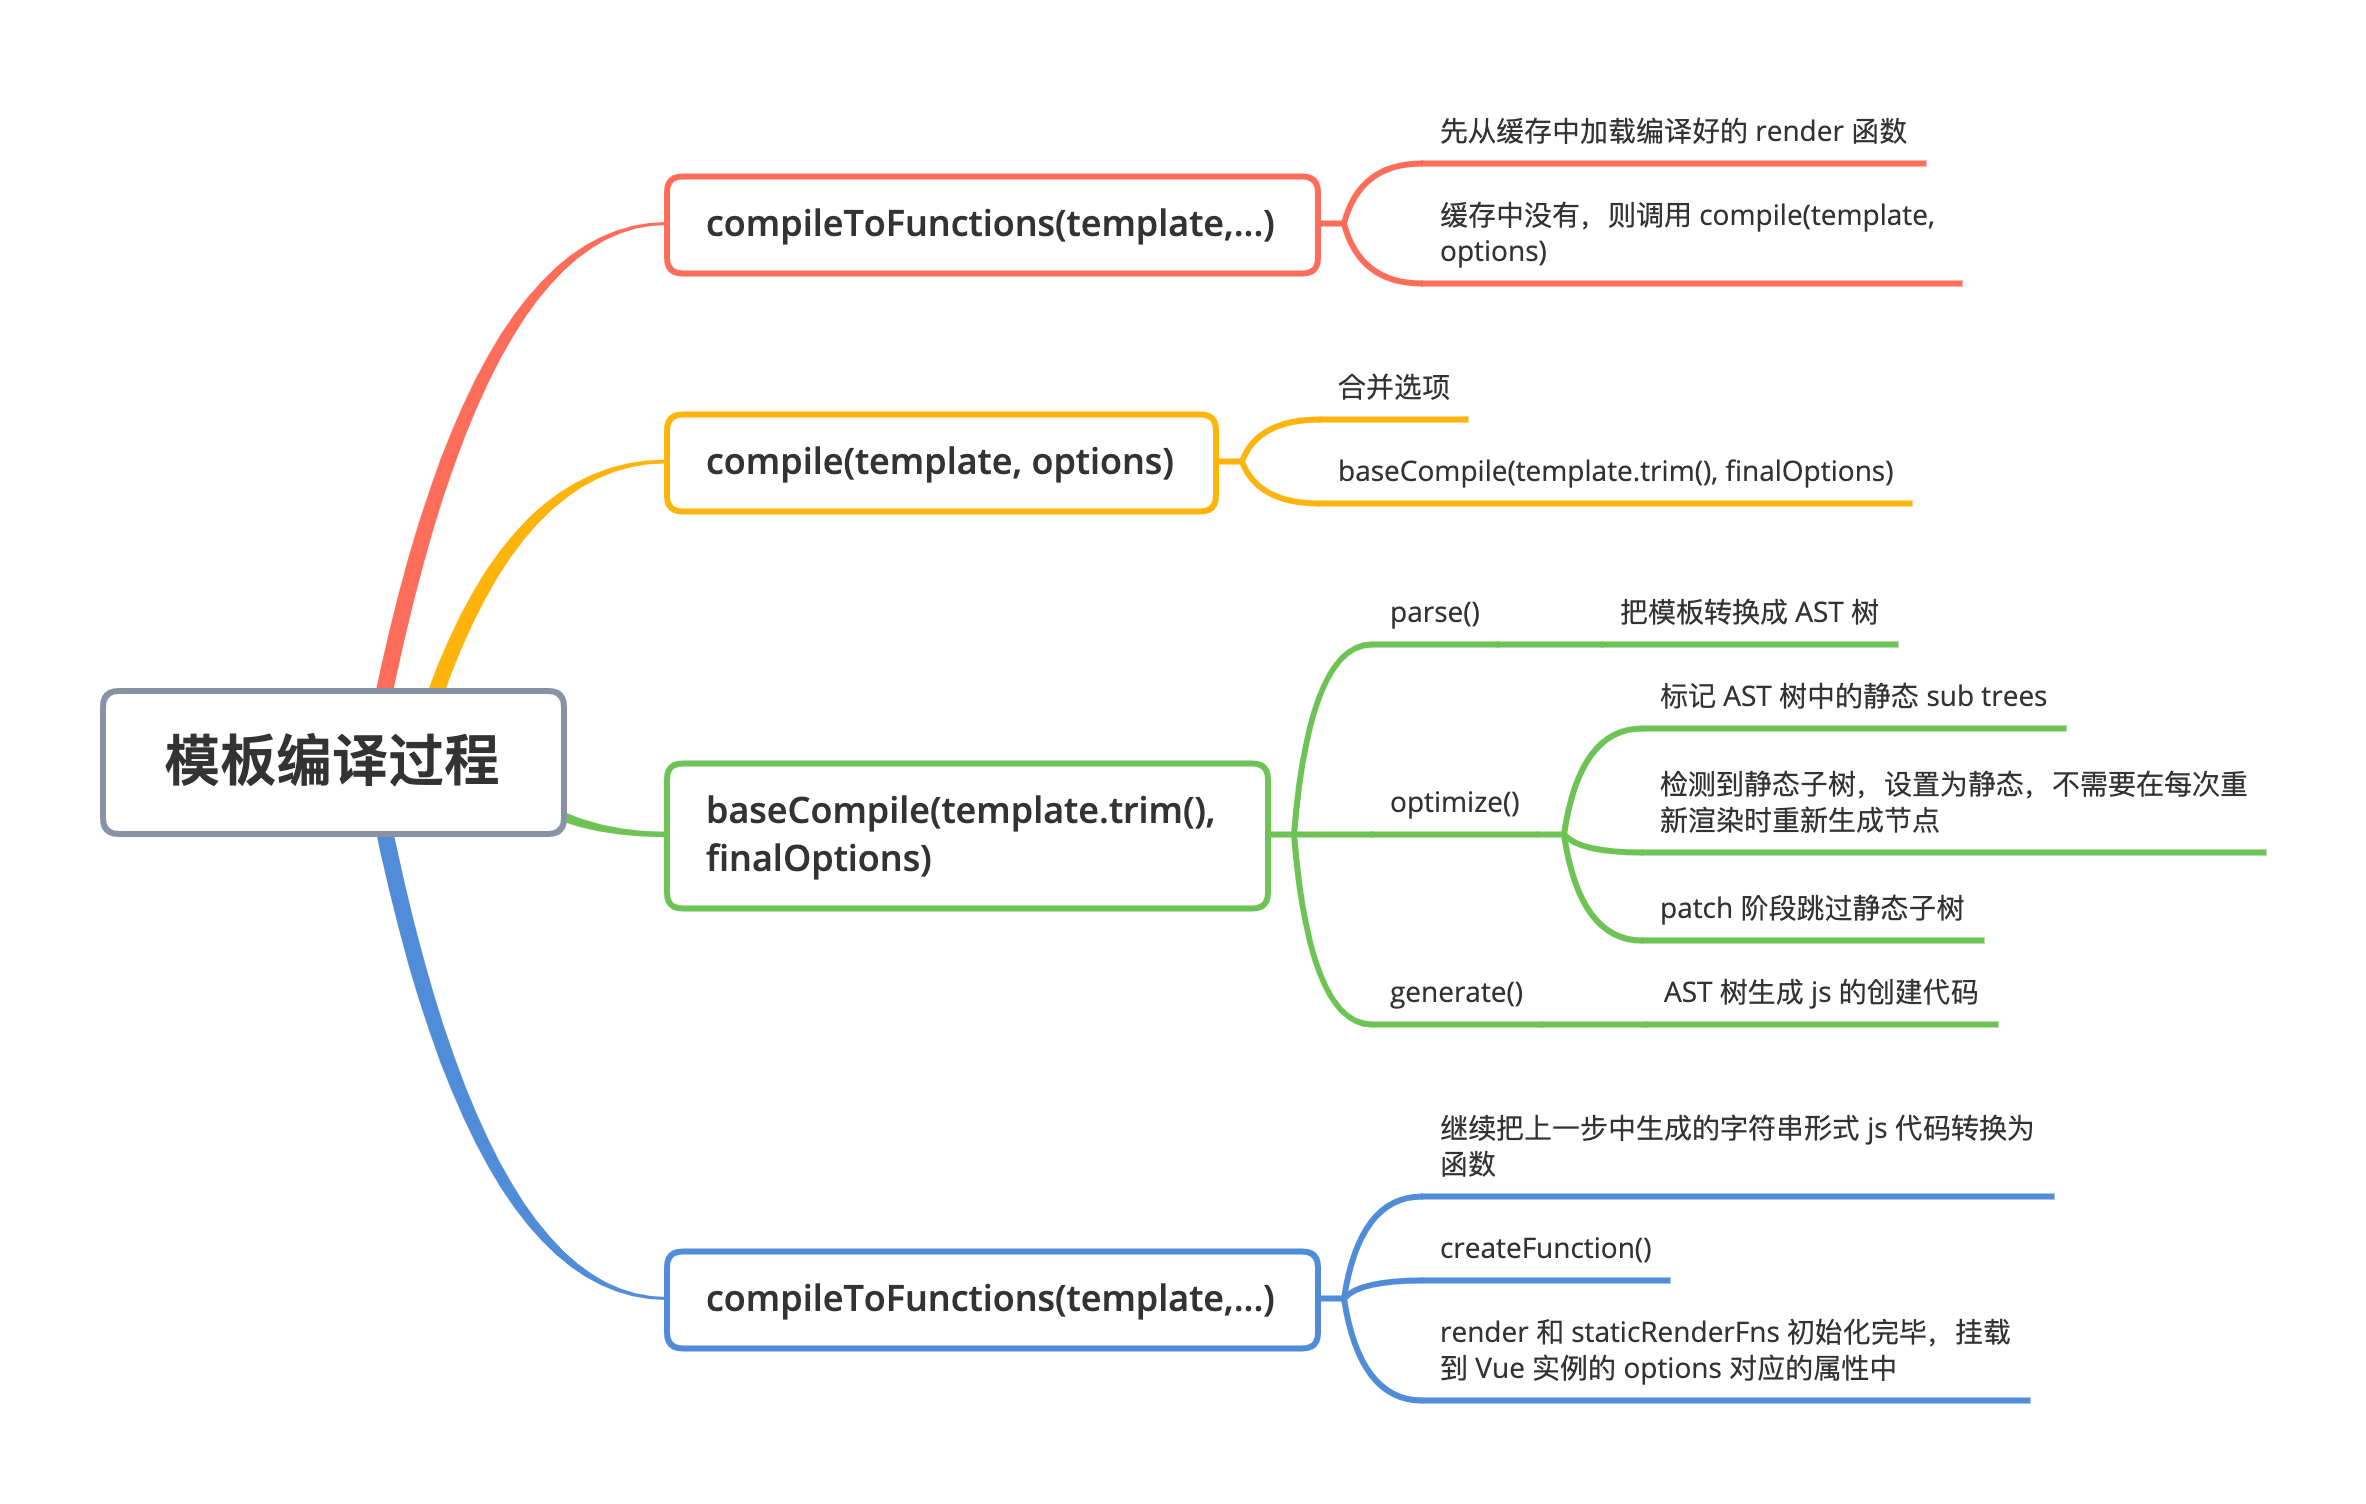 模板编译过程
compileToFunctions(template,...)
先从缓存中加载编译好的 render 函数
缓存中没有，则调用 compile(template,
options)
compile(template, options)
合并选项
baseCompile(template.trim(), finalOptions)
baseCompile(template.trim(),
finalOptions)
parse()
把模板转换成 AST 树
optimize()
标记 AST 树中的静态 sub trees
检测到静态子树，设置为静态，不需要在每次重
新渲染时重新生成节点
patch 阶段跳过静态子树
generate()
AST 树生成 js 的创建代码
compileToFunctions(template,...)
继续把上一步中生成的字符串形式 js 代码转换为
函数
createFunction()
render 和 staticRenderFns 初始化完毕，挂载
到 Vue 实例的 options 对应的属性中